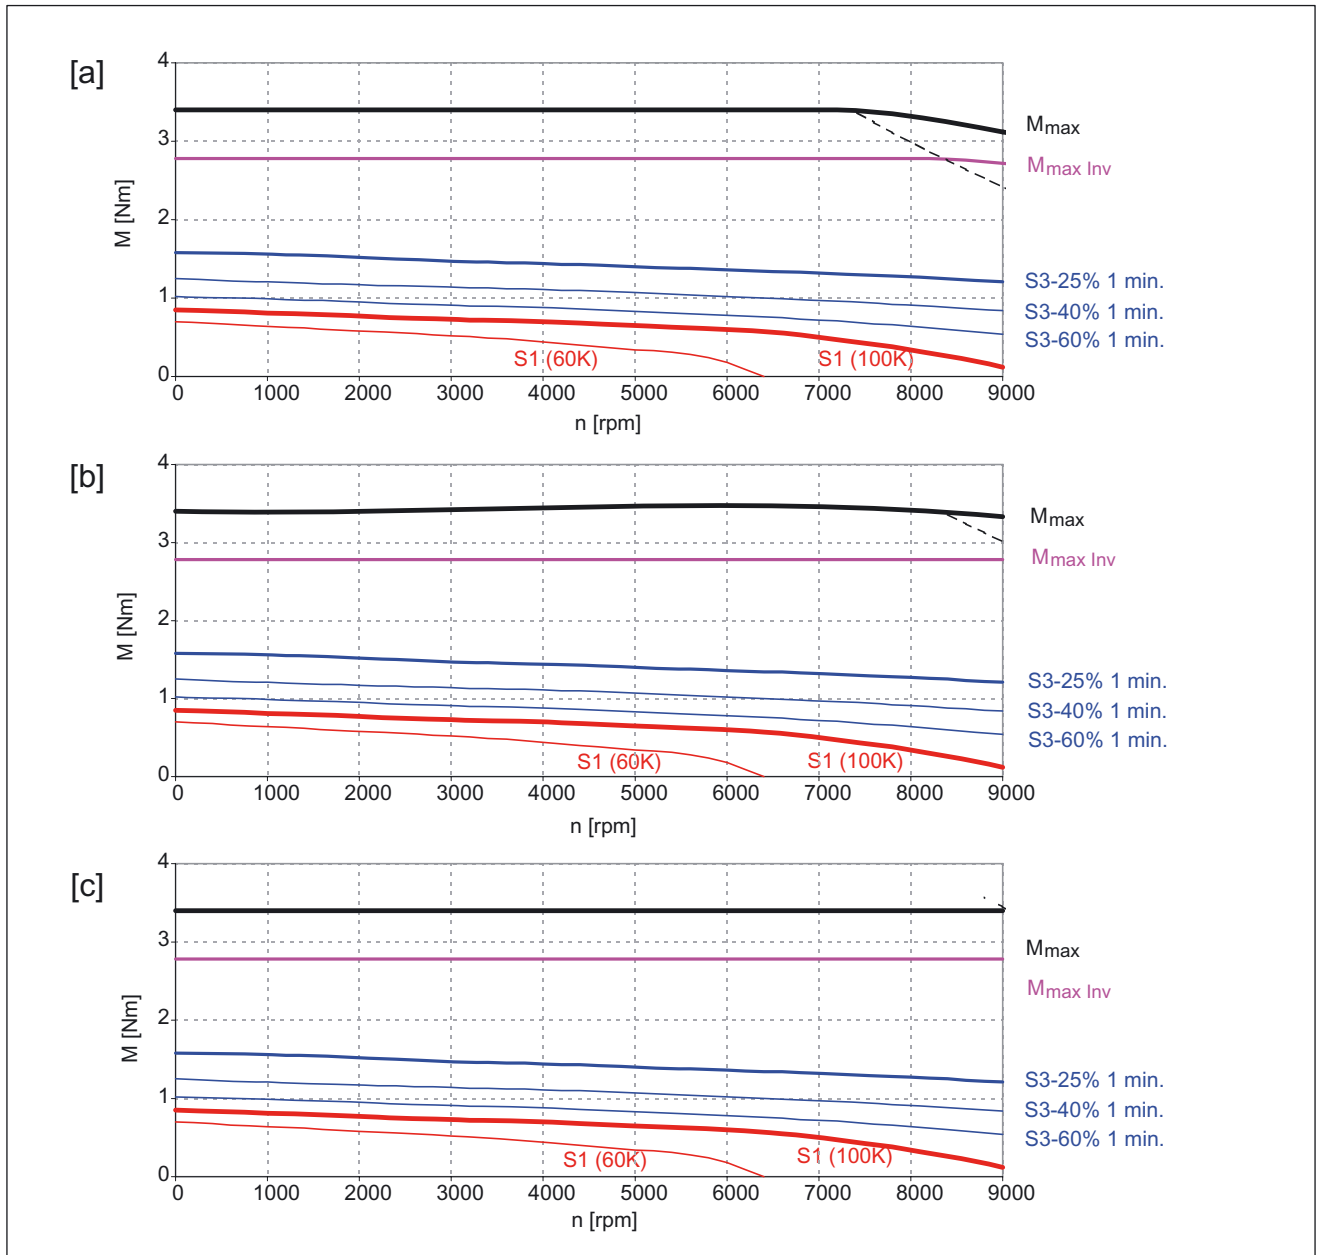 [a]
4
3
2
1
0
M [Nm]
Mmax
Mmax Inv
S3-25% 1 min.
S3-40% 1 min.
S3-60% 1 min.
S1 (60K)
S1 (100K)
0 1000 2000 3000 4000 5000 6000 7000 8000 9000
n [rpm]
[b]
4
3
2
1
0
M [Nm]
Mmax
Mmax Inv
S3-25% 1 min.
S3-40% 1 min.
S3-60% 1 min.
S1 (60K)
S1 (100K)
0 1000 2000 3000 4000 5000 6000 7000 8000 9000
n [rpm]
[c]
4
3
2
1
0
M [Nm]
Mmax
Mmax Inv
S3-25% 1 min.
S3-40% 1 min.
S3-60% 1 min.
S1 (60K)
S1 (100K)
0 1000 2000 3000 4000 5000 6000 7000 8000 9000
n [rpm]